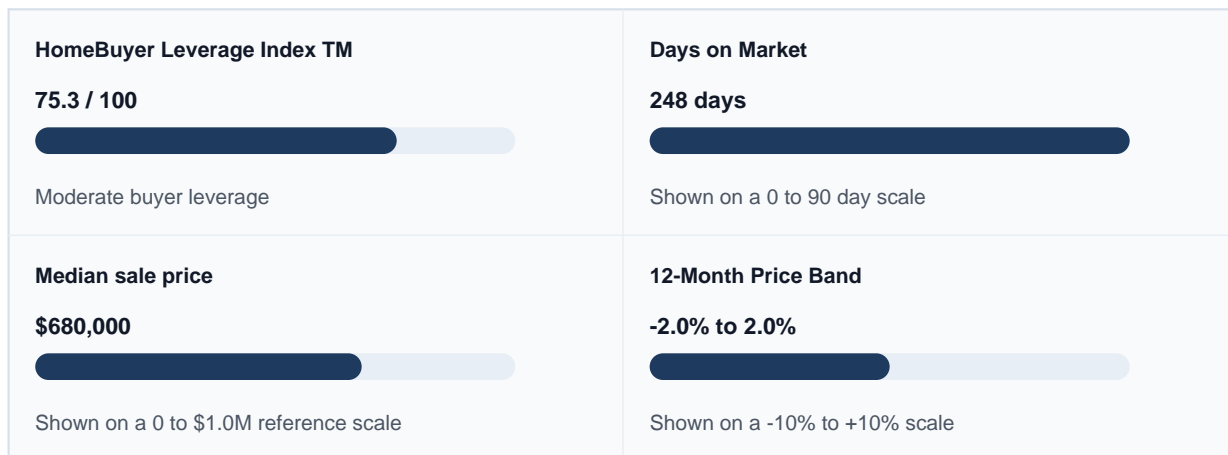 HomeBuyer Leverage Index TM
75.3 / 100
Moderate buyer leverage
Days on Market
248 days
Shown on a 0 to 90 day scale
Median sale price
$680,000
Shown on a 0 to $1.0M reference scale
12-Month Price Band
-2.0% to 2.0%
Shown on a -10% to +10% scale